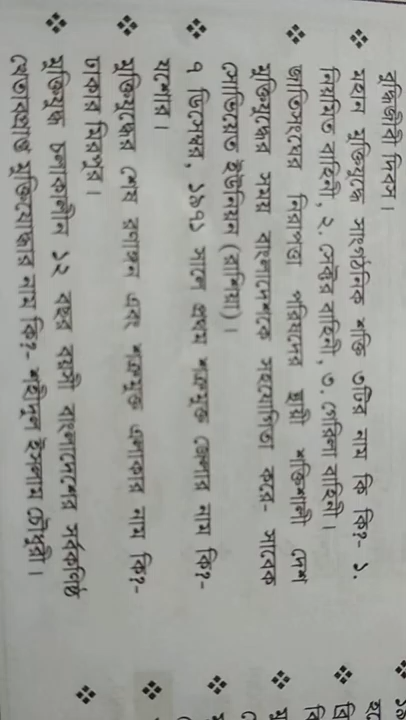 বুদ্ধিজীবী দিবস।
❖ মহান মুক্তিযুদ্ধে সাংগঠনিক শক্তি ৩টির নাম কি কি?- ১.
নিয়মিত বাহিনী, ২. সেক্টর বাহিনী, ৩. গেরিলা বাহিনী।
❖ জাতিসংঘের নিরাপত্তা পরিষদের স্থায়ী শক্তিশালী দেশ
মুক্তিযুদ্ধের সময় বাংলাদেশকে সহযোগিতা করে- সাবেক
সোভিয়েত ইউনিয়ন (রাশিয়া)।
❖ ৭ ডিসেম্বর, ১৯৭১ সালে প্রথম শত্রুমুক্ত জেলার নাম কি?-
যশোর।
❖ মুক্তিযুদ্ধের শেষ রণাঙ্গন এবং শত্রুমুক্ত এলাকার নাম কি?-
ঢাকার মিরপুর।
❖ মুক্তিযুদ্ধ চলাকালীন ১২ বছর বয়সী বাংলাদেশের সর্বকনিষ্ঠ
খেতাবপ্রাপ্ত মুক্তিযোদ্ধার নাম কি?- শহীদুল ইসলাম চৌধুরী।